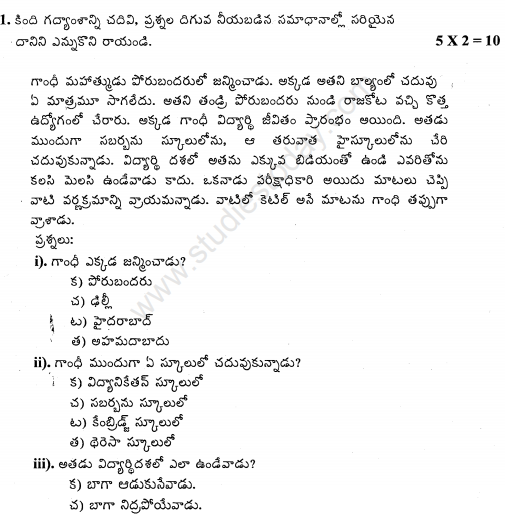 1. కింది గద్యాంశాన్ని చదివి, ప్రశ్నల దిగువ నీయబడిన సమాధానాల్లో సరియైన
దానిని ఎన్నుకొని రాయండి. 5 X 2 = 10
గాంధీ మహాత్ముడు పోరుబందరులో జన్మించాడు. అక్కడ అతని బాల్యంలో చదువు
ఏ మాత్రమూ సాగలేదు. అతని తండ్రి పోరుబందరు నుండి రాజకోట వచ్చి కొత్త
ఉద్యోగంలో చేరారు. అక్కడ గాంధీ విద్యార్థి జీవితం ప్రారంభం అయింది. అతడు
ముందుగా సబర్బను స్కూలులోను, ఆ తరువాత హైస్కూలులోను చేరి
చదువుకున్నాడు. విద్యార్థి దశలో అతను ఎక్కువ బిడియంతో ఉండి ఎవరితోను
కలసి మెలసి ఉండేవాడు కాదు. ఒకనాడు పరీక్షాధికారి అయిదు మాటలు చెప్పి
వాటి వర్ణక్రమాన్ని వ్రాయమన్నాడు. వాటిలో కెటిల్ అనే మాటను గాంధి తప్పుగా
వ్రాశాడు.
ప్రశ్నలు:
i). గాంధీ ఎక్కడ జన్మించాడు?
క) పోరుబందరు
చ) ఢిల్లీ
ట) హైదరాబాద్
త) అహమదాబాదు
ii). గాంధీ ముందుగా ఏ స్కూలులో చదువుకున్నాడు?
క) విద్యానికేతన్ స్కూలులో
చ) సబర్బను స్కూలులో
ట) కేంబ్రిడ్జ్ స్కూలులో
త) థెరెసా స్కూలులో
iii). అతడు విద్యార్థిదశలో ఎలా ఉండేవాడు?
క) బాగా ఆడుకునేవాడు.
చ) బాగా నిద్రపోయేవాడు.
www.studiestoday.com